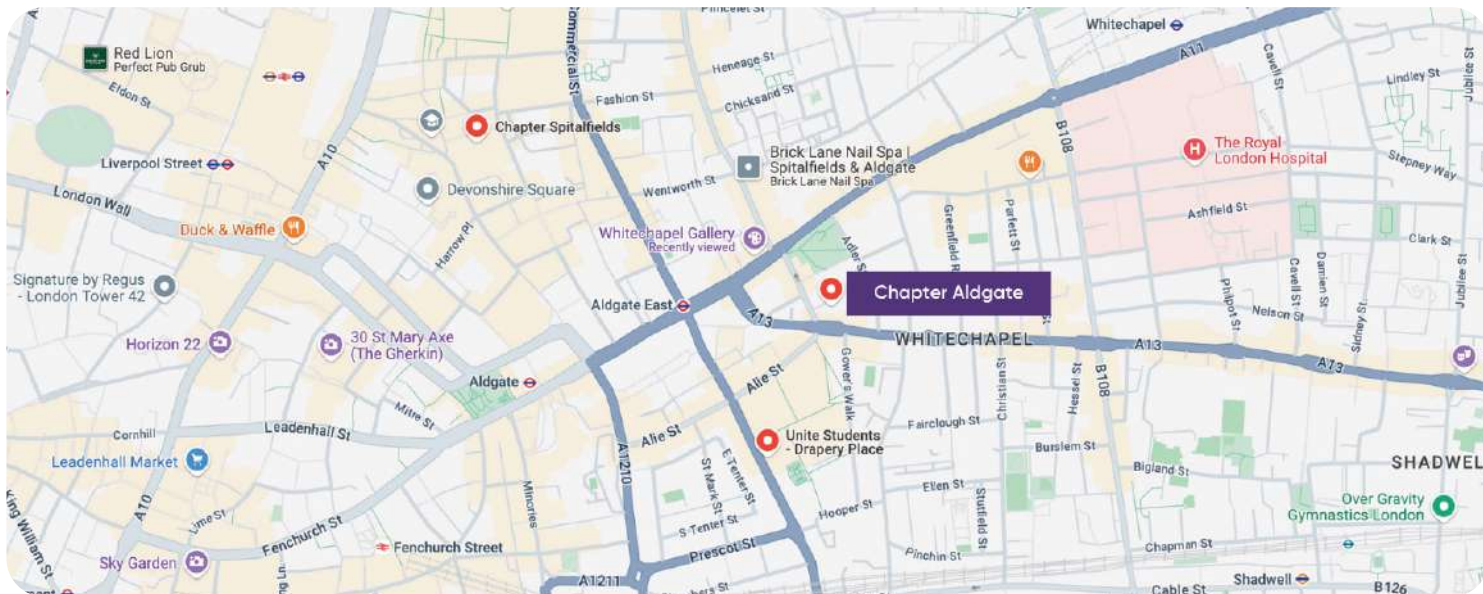 Princelet St
Whitechapel
Commercial St
A11
Red Lion
Perfect Pub Grub
Eldon St
Heneage St
Cavell St
Lindley St
Jubilee St
Fashion St
Chicksand St
Chapter Spitalfields
A10
B108
The Royal
London Hospital
Liverpool Street
Brick Lane Nail Spa |
Spitalfields & Aldgate
Brick Lane Nail Spa
Stepney Way
London Wall
Devonshire Square
Wentworth St
Ashfield St
Duck & Waffle
Harrow Pl
Whitechapel Gallery
Recently viewed
Adler S
Greenfield R
Parfett St
Clark St
Signature by Regus
- London Tower 42
Aldgate East
Chapter Aldgate
St
Philpot St
Nelson St
Cavell St
Damien St
Sidney St
Jubilee St
A13
WHITECHAPEL
A13
A13
Horizon 22
30 St Mary Axe
(The Gherkin)
Aldgate
Alie St
Gower's Walk
Christian St
Hessel St
B108
Mitre St
Cornhill
Leadenhall St
Alie St
Unite Students
- Drapery Place
Fairclough St
Burslem St
Leadenhall Market
A1210
St Mark St
E Tenter St
Bigland St
SHADWEL
A10
King William St
Lime St
Minories
Ellen St
Stutfield St
Over Gravity
Gymnastics London
Fenchurch St
S Tenter St
Hooper St
Sky Garden
Fenchurch Street
Prescot St
Pinchin St
Chapman St
A1211
Cable St
Shadwell
B126